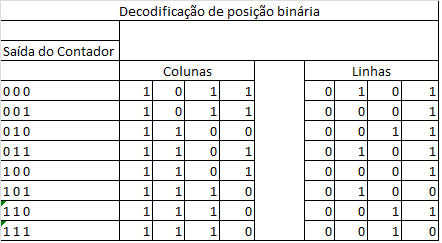 Decodificação de posição binária
Saída do Contador
Colunas Linhas
0 0 0 1 0 1 1 0 1 0 1
0 0 1 1 0 1 1 0 0 0 1
0 1 0 1 1 0 0 0 0 1 1
0 1 1 1 1 0 1 0 1 0 1
1 0 0 1 1 0 1 0 0 0 1
1 0 1 1 1 1 0 0 1 0 0
1 1 0 1 1 1 0 0 0 1 1
1 1 1 1 1 1 0 0 0 1 0